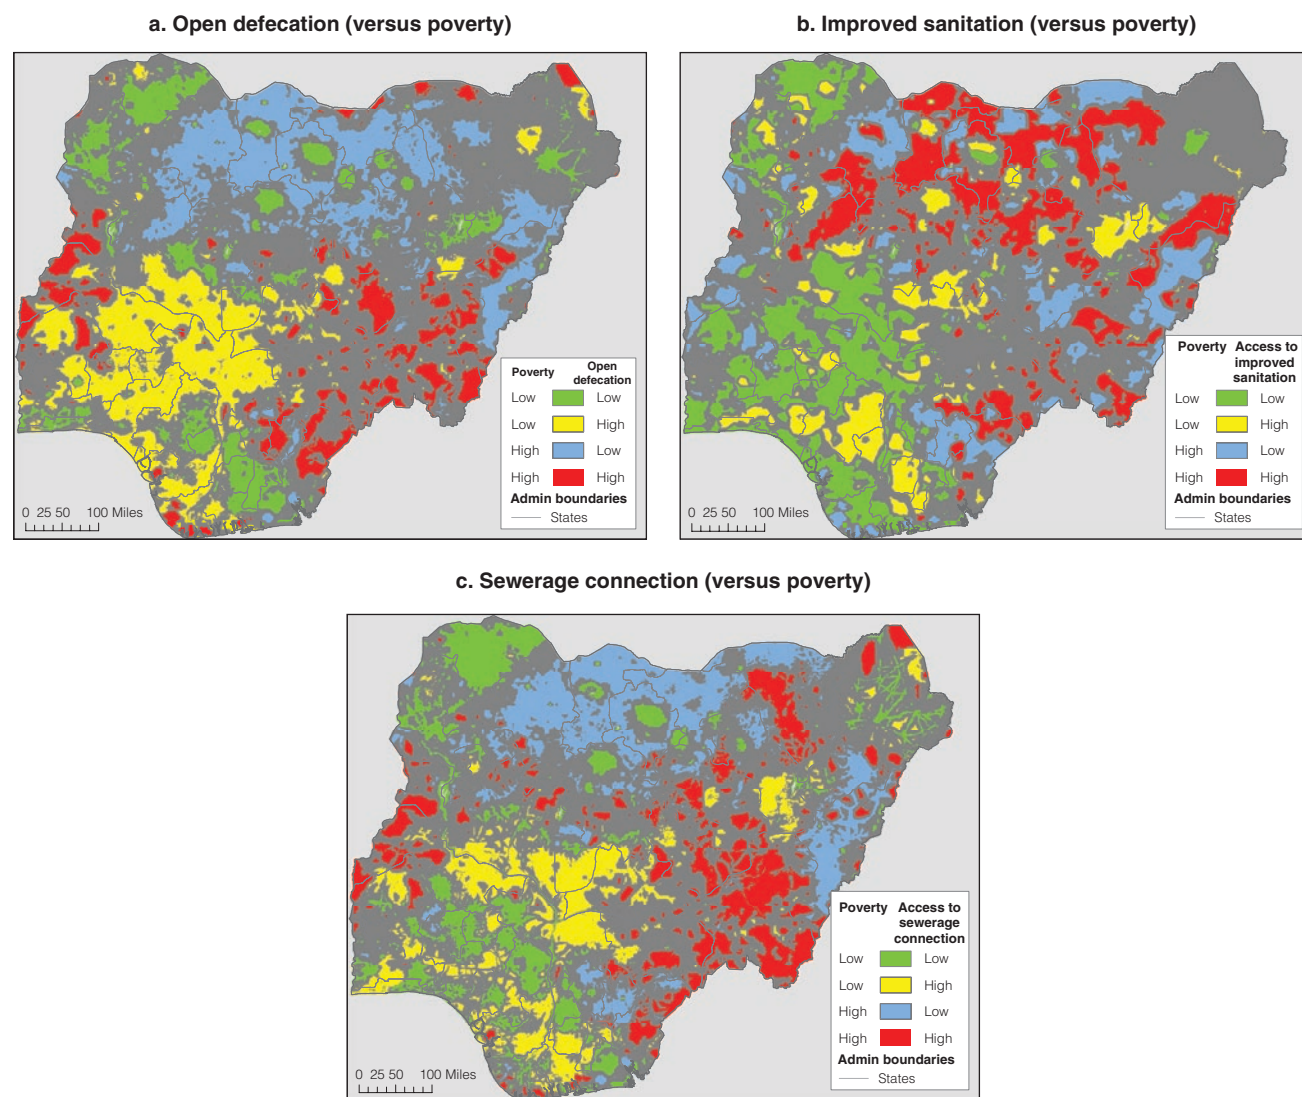 a. Open defecation (versus poverty)
Poverty Open defecation
Low Low
Low High
High Low
High High
Admin boundaries
States
0 25 50 100 Miles
b. Improved sanitation (versus poverty)
Poverty Access to improved sanitation
Low Low
Low High
High Low
High High
Admin boundaries
States
0 25 50 100 Miles
c. Sewerage connection (versus poverty)
Poverty Access to sewerage connection
Low Low
Low High
High Low
High High
Admin boundaries
States
0 25 50 100 Miles